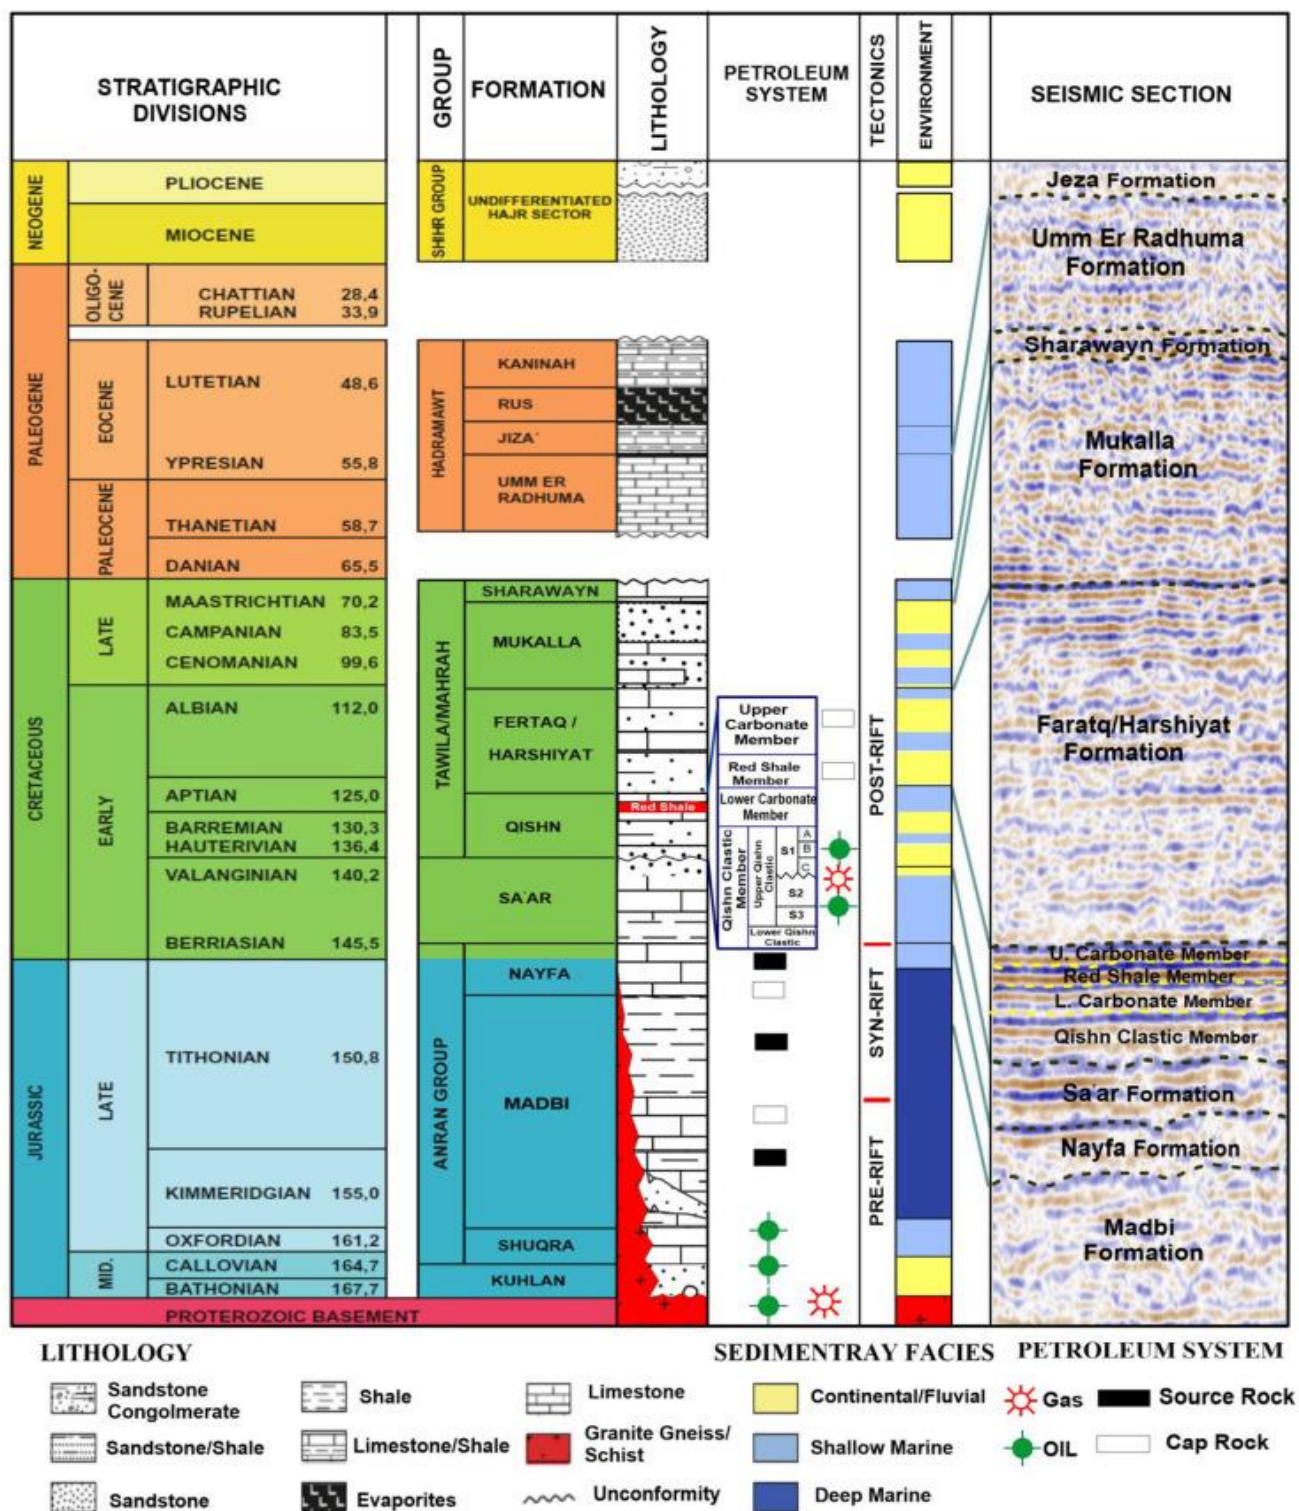 STRATIGRAPHIC
DIVISIONS
GROUP
FORMATION
LITHOLOGY
PETROLEUM
SYSTEM
TECTONICS
ENVIRONMENT
SEISMIC SECTION
NEOGENE
PLIOCENE
MIOCENE
PALEOGENE
OLIGO-
CENE
CHATTIAN 28,4
RUPELIAN 33,9
EOCENE
LUTETIAN 48,6
YPRESIAN 55,8
PALEOCENE
THANETIAN 58,7
DANIAN 65,5
CRETACEOUS
LATE
MAASTRICHTIAN 70,2
CAMPANIAN 83,5
CENOMANIAN 99,6
EARLY
ALBIAN 112,0
APTIAN 125,0
BARREMIAN 130,3
HAUTERIVIAN 136,4
VALANGINIAN 140,2
BERRIASIAN 145,5
JURASSIC
LATE
TITHONIAN 150,8
KIMMERIDGIAN 155,0
OXFORDIAN 161,2
MID.
CALLOVIAN 164,7
BATHONIAN 167,7
PROTEROZOIC BASEMENT
SHIHR GROUP
UNDIFFERENTIATED
HAJR SECTOR
HADRAMAWT
KANINAH
RUS
JIZA´
UMM ER
RADHUMA
TAWILA/MAHRAH
SHARAWAYN
MUKALLA
FERTAQ /
HARSHIYAT
QISHN
SA´AR
ANRAN GROUP
NAYFA
MADBI
SHUQRA
KUHLAN
Red Shale
Upper
Carbonate
Member
Red Shale
Member
Lower Carbonate
Member
Qishn Clastic
Member
Upper Qishn
Clastic
S1
A
B
C
S2
S3
Lower Qishn
Clastic
POST-RIFT
SYN-RIFT
PRE-RIFT
Jeza Formation
Umm Er Radhuma
Formation
Sharawayn Formation
Mukalla
Formation
Faratq/Harshiyat
Formation
U. Carbonate Member
Red Shale Member
L. Carbonate Member
Qishn Clastic Member
Sa'ar Formation
Nayfa Formation
Madbi
Formation
LITHOLOGY
Sandstone
Congolmerate
Shale
Limestone
Sandstone/Shale
Limestone/Shale
Granite Gneiss/
Schist
Sandstone
Evaporites
Unconformity
SEDIMENTRAY FACIES
Continental/Fluvial
Shallow Marine
Deep Marine
PETROLEUM SYSTEM
Gas
Source Rock
OIL
Cap Rock